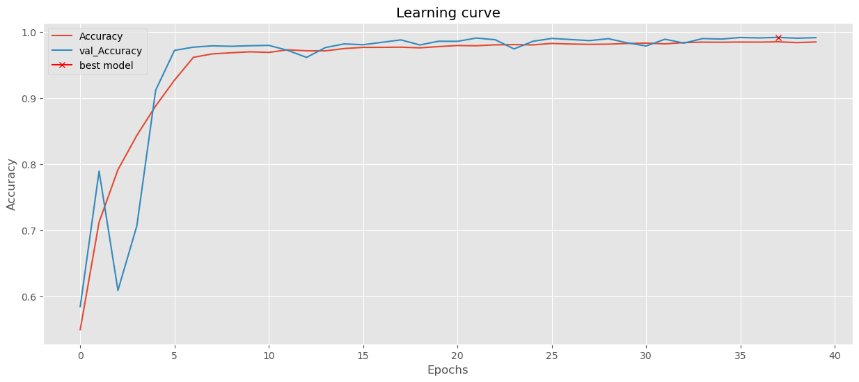 Learning curve
Accuracy
val_Accuracy
best model
Accuracy
1.0
0.9
0.8
0.7
0.6
0 5 10 15 20 25 30 35 40
Epochs